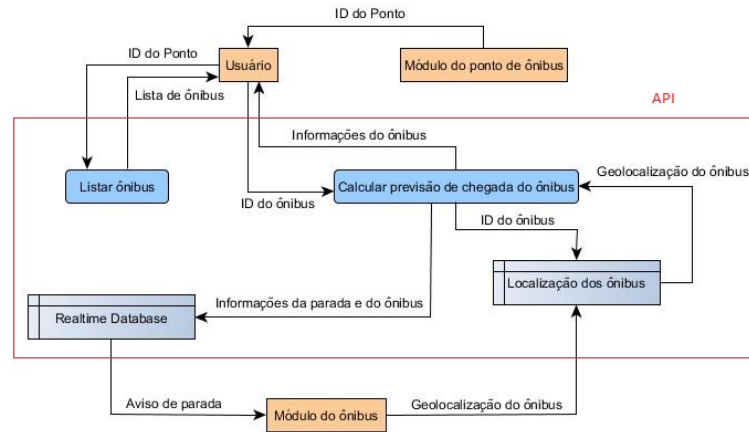 ID do Ponto
ID do Ponto
Usuário
Módulo do ponto de ônibus
Lista de ônibus
API
Informações do ônibus
Geolocalização do ônibus
Listar ônibus
Calcular previsão de chegada do ônibus
ID do ônibus
ID do ônibus
Localização dos ônibus
Informações da parada e do ônibus
Realtime Database
Aviso de parada
Módulo do ônibus
Geolocalização do ônibus